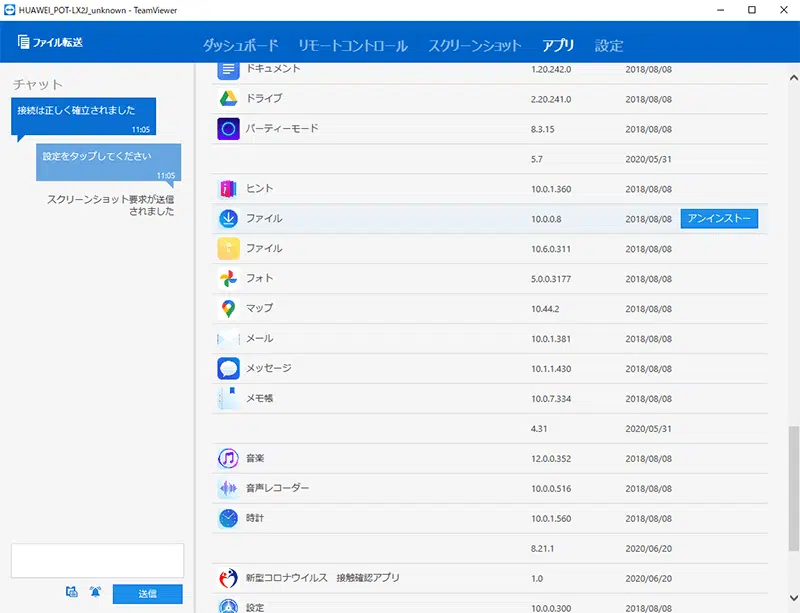 HUAWEI_POT-LX2J_unknown - TeamViewer
ファイル転送
ダッシュボード リモートコントロール スクリーンショット アプリ 設定
チャット
接続は正しく確立されました
11:05
設定をタップしてください
11:05
スクリーンショット要求が送信
されました
ドキュメント 1.20.242.0 2018/08/08
ドライブ 2.20.241.0 2018/08/08
パーティーモード 8.3.15 2018/08/08
5.7 2020/05/31
ヒント 10.0.1.360 2018/08/08
ファイル 10.0.0.8 2018/08/08 アンインストー
ファイル 10.6.0.311 2018/08/08
フォト 5.0.0.3177 2018/08/08
マップ 10.44.2 2018/08/08
メール 10.0.1.381 2018/08/08
メッセージ 10.1.1.430 2018/08/08
メモ帳 10.0.7.334 2018/08/08
4.31 2020/05/31
音楽 12.0.0.352 2018/08/08
音声レコーダー 10.0.0.516 2018/08/08
時計 10.0.1.560 2018/08/08
8.21.1 2020/06/20
新型コロナウイルス 接触確認アプリ 1.0 2020/06/20
設定 10.0.0.300 2018/08/08
送信